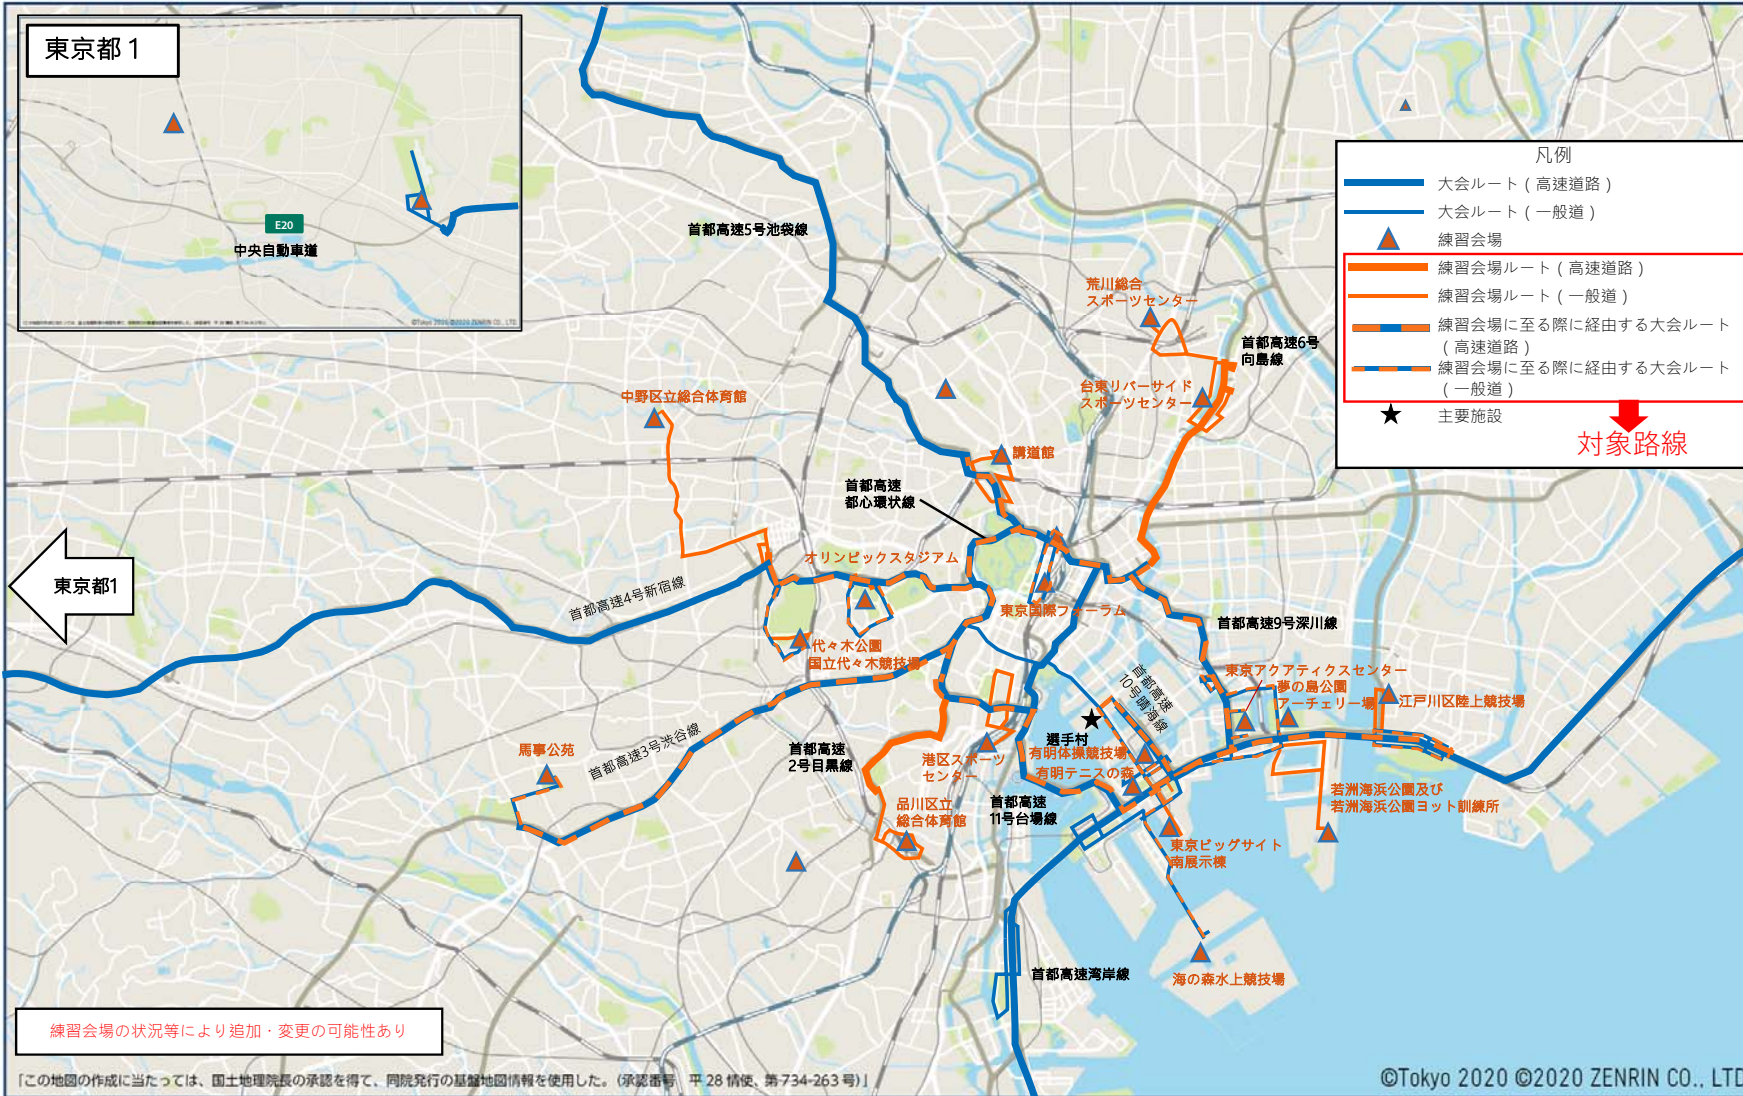 東京都1
E20
中央自動車道
©Tokyo 2020 ©2020 ZENRIN CO., LTD
凡例
大会ルート(高速道路)
大会ルート(一般道)
練習会場
練習会場ルート(高速道路)
練習会場ルート(一般道)
練習会場に至る際に経由する大会ルート
(高速道路)
練習会場に至る際に経由する大会ルート
(一般道)
主要施設
対象路線
首都高速5号池袋線
荒川総合
スポーツセンター
首都高速6号
向島線
台東リバーサイド
スポーツセンター
中野区立総合体育館
講道館
首都高速
都心環状線
オリンピックスタジアム
東京都1
首都高速4号新宿線
東京国際フォーラム
首都高速9号深川線
代々木公園
国立代々木競技場
首都高速
10号晴海線
東京アクアティクスセンター
夢の島公園
アーチェリー場
江戸川区陸上競技場
選手村
馬事公苑
首都高速3号渋谷線
首都高速
2号目黒線
港区スポーツ
センター
有明体操競技場
有明テニスの森
若洲海浜公園及び
若洲海浜公園ヨット訓練所
品川区立
総合体育館
首都高速
11号台場線
東京ビッグサイト
南展示棟
首都高速湾岸線
海の森水上競技場
練習会場の状況等により追加・変更の可能性あり
「この地図の作成に当たっては、国土地理院長の承認を得て、同院発行の基盤地図情報を使用した。(承認番号 平28情使、第734-263号)」
©Tokyo 2020 ©2020 ZENRIN CO., LTD